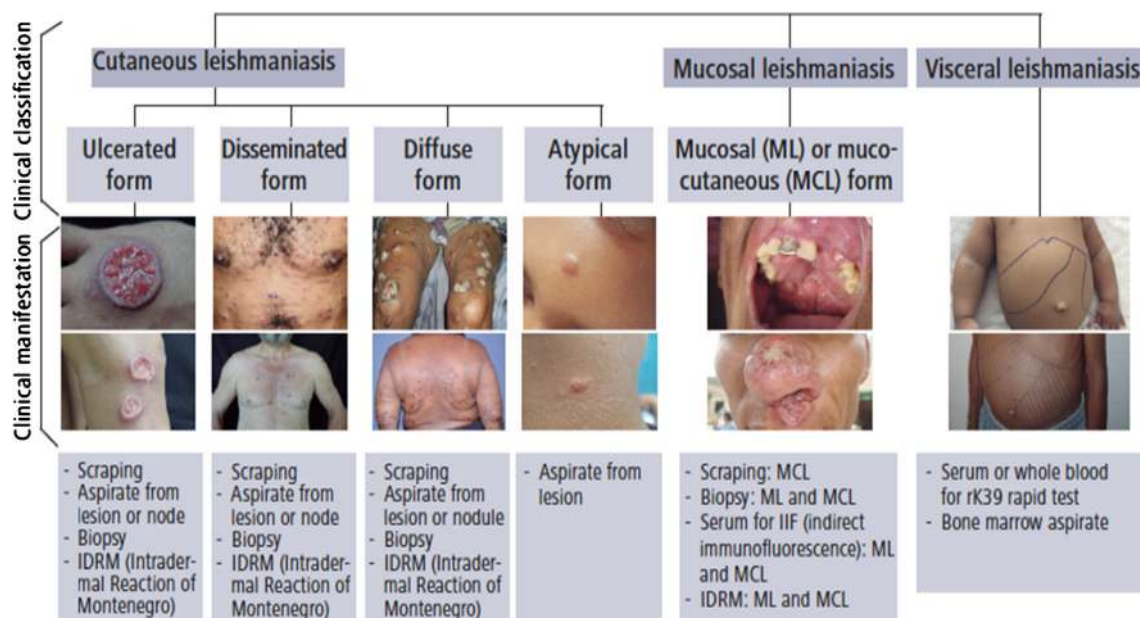 Clinical classification
Cutaneous leishmaniasis
Mucosal leishmaniasis
Visceral leishmaniasis
Ulcerated
form
Disseminated
form
Diffuse
form
Atypical
form
Mucosal (ML) or muco-
cutaneous (MCL) form
Clinical manifestation
- Scraping
- Aspirate from
lesion or node
- Biopsy
- IDRM (Intrader-
mal Reaction of
Montenegro)
- Scraping
- Aspirate from
lesion or node
- Biopsy
- IDRM (Intrader-
mal Reaction of
Montenegro)
- Scraping
- Aspirate from
lesion or nodule
- Biopsy
- IDRM (Intrader-
mal Reaction of
Montenegro)
- Aspirate from
lesion
- Scraping: MCL
- Biopsy: ML and MCL
- Serum for IIF (indirect
immunofluorescence): ML
and MCL
- IDRM: ML and MCL
- Serum or whole blood
for rK39 rapid test
- Bone marrow aspirate